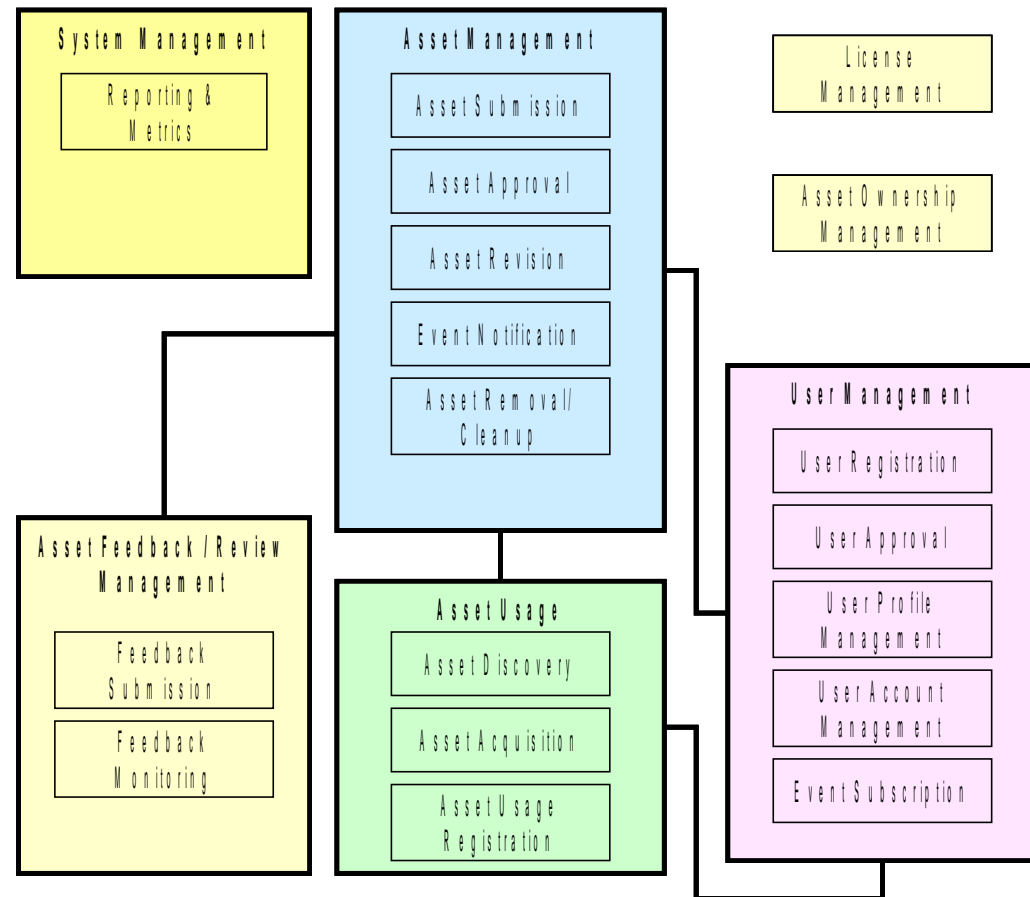 System Management
Reporting &
Metrics
Asset Management
Asset Submission
Asset Approval
Asset Revision
Event Notification
Asset Removal/
Cleanup
License
Management
Asset Ownership
Management
User Management
User Registration
User Approval
User Profile
Management
User Account
Management
Event Subscription
Asset Feedback / Review
Management
Feedback
Submission
Feedback
Monitoring
Asset Usage
Asset Discovery
Asset Acquisition
Asset Usage
Registration